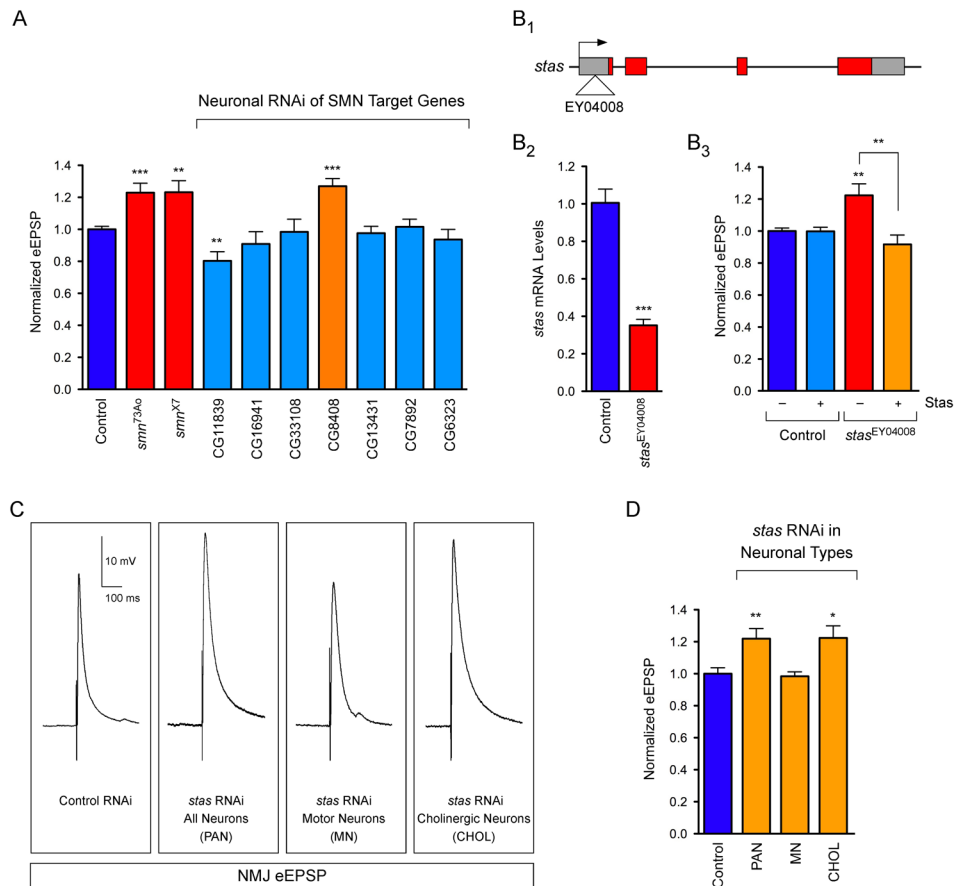 A
Neuronal RNAi of SMN Target Genes
Normalized eEPSP
1.4
1.2
1.0
0.8
0.6
0.4
0.2
0.0
***
**
**
***
Control
smn73Ao
smnX7
CG11839
CG16941
CG33108
CG8408
CG13431
CG7892
CG6323
B1
stas
EY04008
B2
stas mRNA Levels
1.2
1.0
0.8
0.6
0.4
0.2
0.0
***
Control
stasEY04008
B3
Normalized eEPSP
1.4
1.2
1.0
0.8
0.6
0.4
0.2
0.0
**
**
– + – + Stas
Control
stasEY04008
C
10 mV
100 ms
Control RNAi
stas RNAi
All Neurons
(PAN)
stas RNAi
Motor Neurons
(MN)
stas RNAi
Cholinergic Neurons
(CHOL)
NMJ eEPSP
D
stas RNAi in
Neuronal Types
Normalized eEPSP
1.4
1.2
1.0
0.8
0.6
0.4
0.2
0.0
**
*
Control
PAN
MN
CHOL